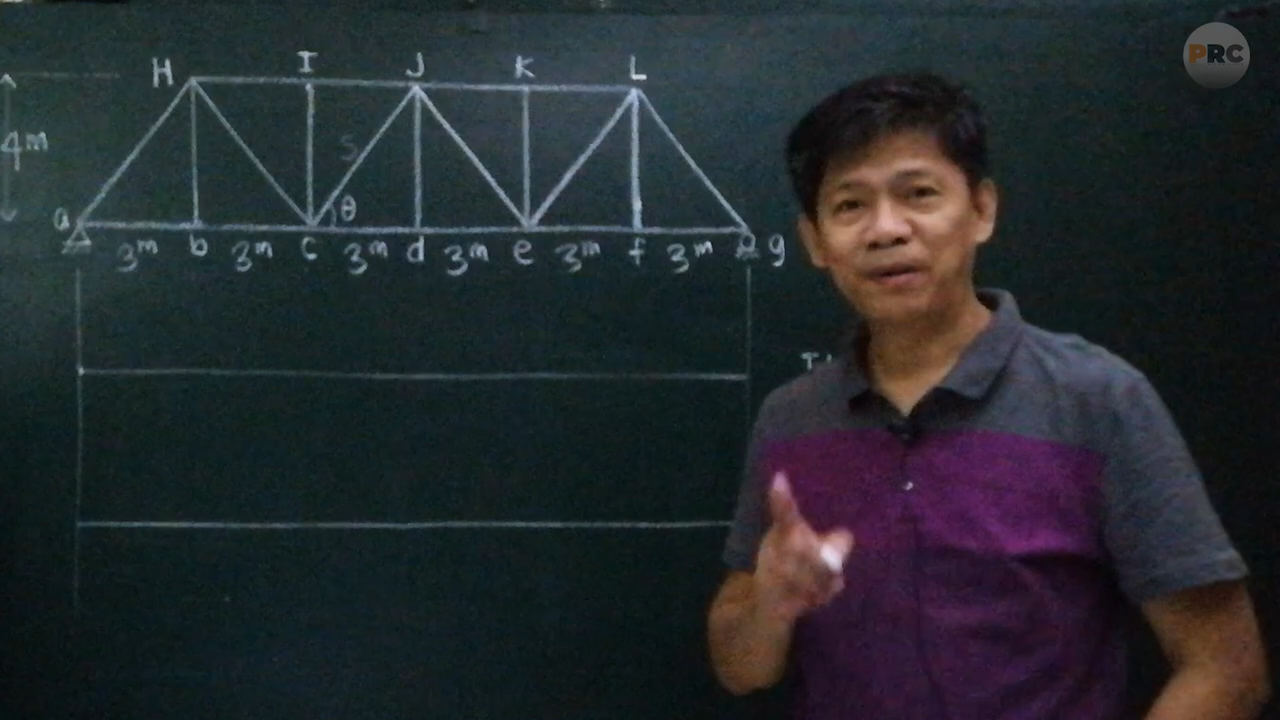 PRC
H I J K L
4m
s
θ
a b c d e f g
3m 3m 3m 3m 3m 3m